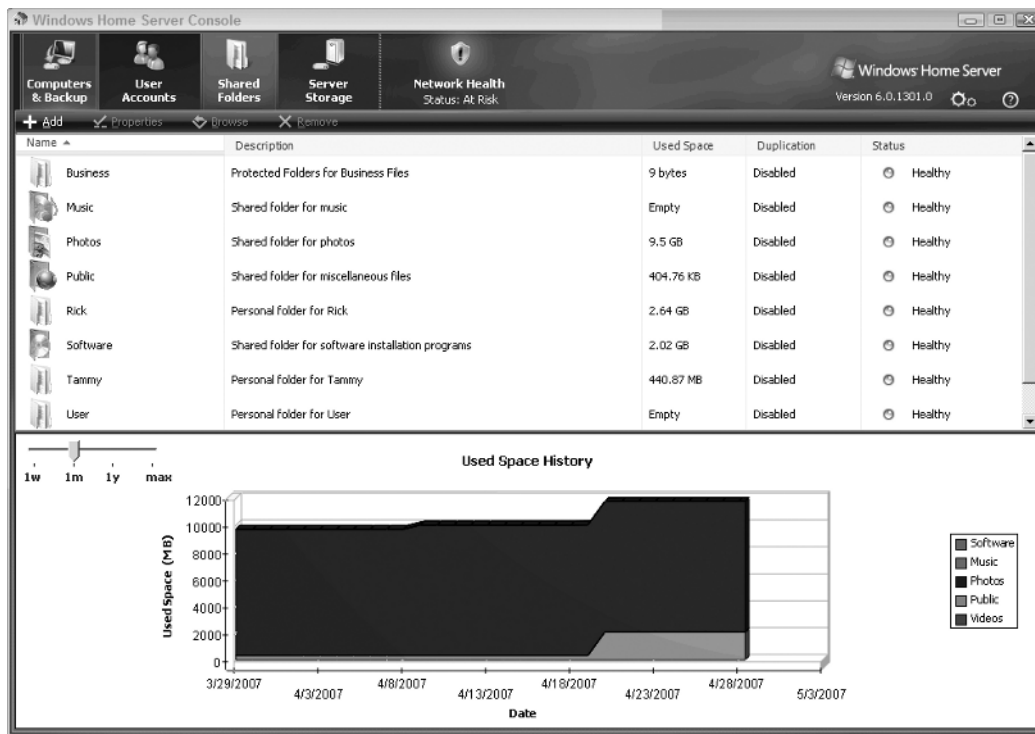 Windows Home Server Console
Computers & Backup
User Accounts
Shared Folders
Server Storage
Network Health
Status: At Risk
Windows Home Server
Version 6.0.1301.0
Add Properties Browse Remove
Name Description Used Space Duplication Status
Business Protected Folders for Business Files 9 bytes Disabled Healthy
Music Shared folder for music Empty Disabled Healthy
Photos Shared folder for photos 9.5 GB Disabled Healthy
Public Shared folder for miscellaneous files 404.76 KB Disabled Healthy
Rick Personal folder for Rick 2.64 GB Disabled Healthy
Software Shared folder for software installation programs 2.02 GB Disabled Healthy
Tammy Personal folder for Tammy 440.87 MB Disabled Healthy
User Personal folder for User Empty Disabled Healthy
1w 1m 1y max
Used Space History
Used Space (MB)
12000
10000
8000
6000
4000
2000
0
3/29/2007 4/3/2007 4/8/2007 4/13/2007 4/18/2007 4/23/2007 4/28/2007 5/3/2007
Date
Software
Music
Photos
Public
Videos